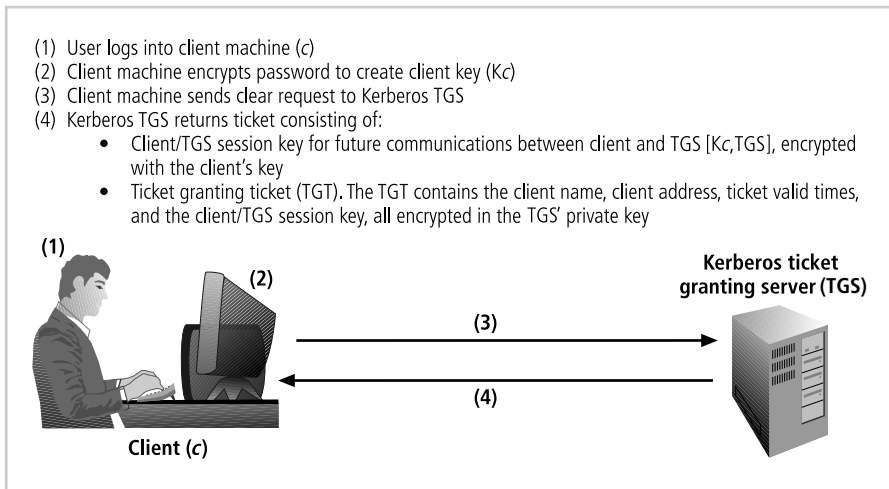 (1) User logs into client machine (c)
(2) Client machine encrypts password to create client key (Kc)
(3) Client machine sends clear request to Kerberos TGS
(4) Kerberos TGS returns ticket consisting of:
• Client/TGS session key for future communications between client and TGS [Kc,TGS], encrypted
with the client's key
• Ticket granting ticket (TGT). The TGT contains the client name, client address, ticket valid times,
and the client/TGS session key, all encrypted in the TGS' private key
(1)
(2)
Kerberos ticket
granting server (TGS)
(3)
(4)
Client (c)